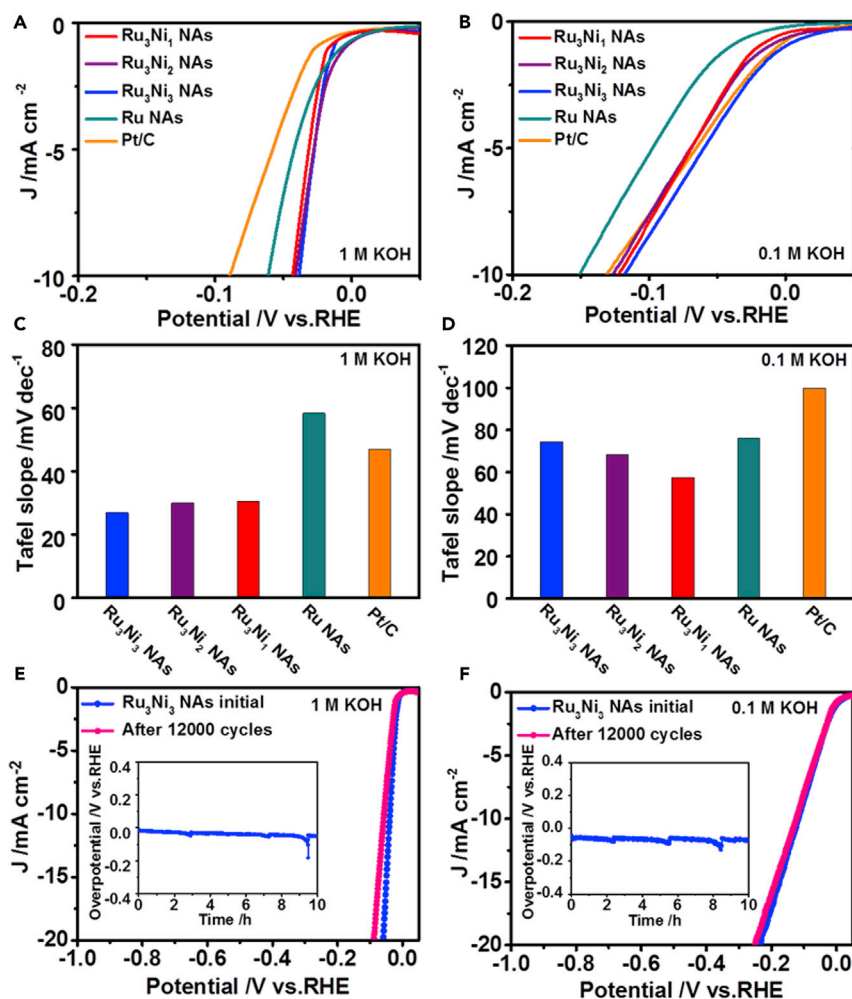 A
Ru₃Ni₁ NAs
Ru₃Ni₂ NAs
Ru₃Ni₃ NAs
Ru NAs
Pt/C
1 M KOH
J /mA cm⁻²
0
-5
-10
-0.2
-0.1
0.0
Potential /V vs.RHE
B
Ru₃Ni₁ NAs
Ru₃Ni₂ NAs
Ru₃Ni₃ NAs
Ru NAs
Pt/C
0.1 M KOH
J /mA cm⁻²
0
-5
-10
-0.2
-0.1
0.0
Potential /V vs.RHE
C
1 M KOH
Tafel slope /mV dec⁻¹
80
60
40
20
0
Ru₃Ni₃ NAs
Ru₃Ni₂ NAs
Ru₃Ni₁ NAs
Ru NAs
Pt/C
D
0.1 M KOH
Tafel slope /mV dec⁻¹
120
100
80
60
40
20
0
Ru₃Ni₃ NAs
Ru₃Ni₂ NAs
Ru₃Ni₁ NAs
Ru NAs
Pt/C
E
Ru₃Ni₃ NAs initial
After 12000 cycles
1 M KOH
J /mA cm⁻²
0
-5
-10
-15
-20
Overpotential /V vs.RHE
0.4
0.2
0.0
-0.2
-0.4
0 2 4 6 8 10
Time /h
-1.0 -0.8 -0.6 -0.4 -0.2 0.0
Potential /V vs.RHE
F
Ru₃Ni₃ NAs initial
After 12000 cycles
0.1 M KOH
J /mA cm⁻²
0
-5
-10
-15
-20
Overpotential /V vs.RHE
0.4
0.2
0.0
-0.2
-0.4
0 2 4 6 8 10
Time /h
-1.0 -0.8 -0.6 -0.4 -0.2 0.0
Potential /V vs.RHE